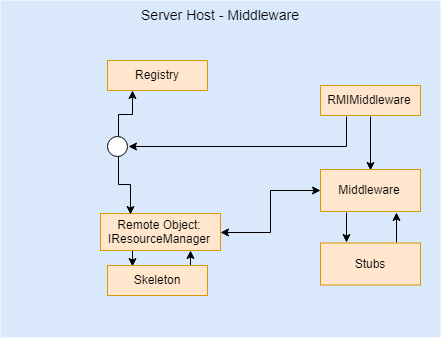 Server Host - Middleware
Registry
RMIMiddleware
Middleware
Remote Object:
IResourceManager
Stubs
Skeleton